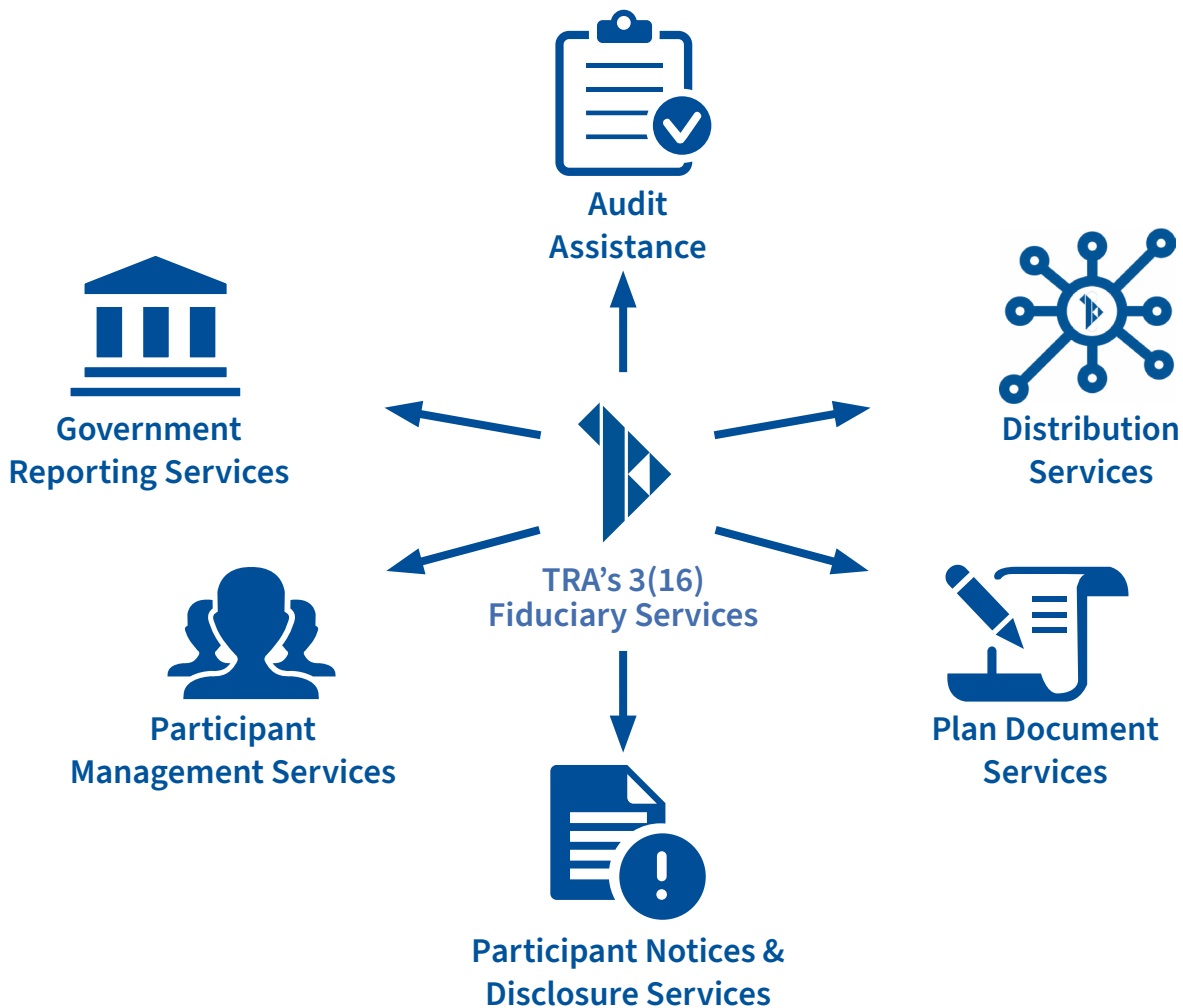 Audit
Assistance
Government
Reporting Services
Distribution
Services
TRA’s 3(16)
Fiduciary Services
Participant
Management Services
Plan Document
Services
Participant Notices &
Disclosure Services